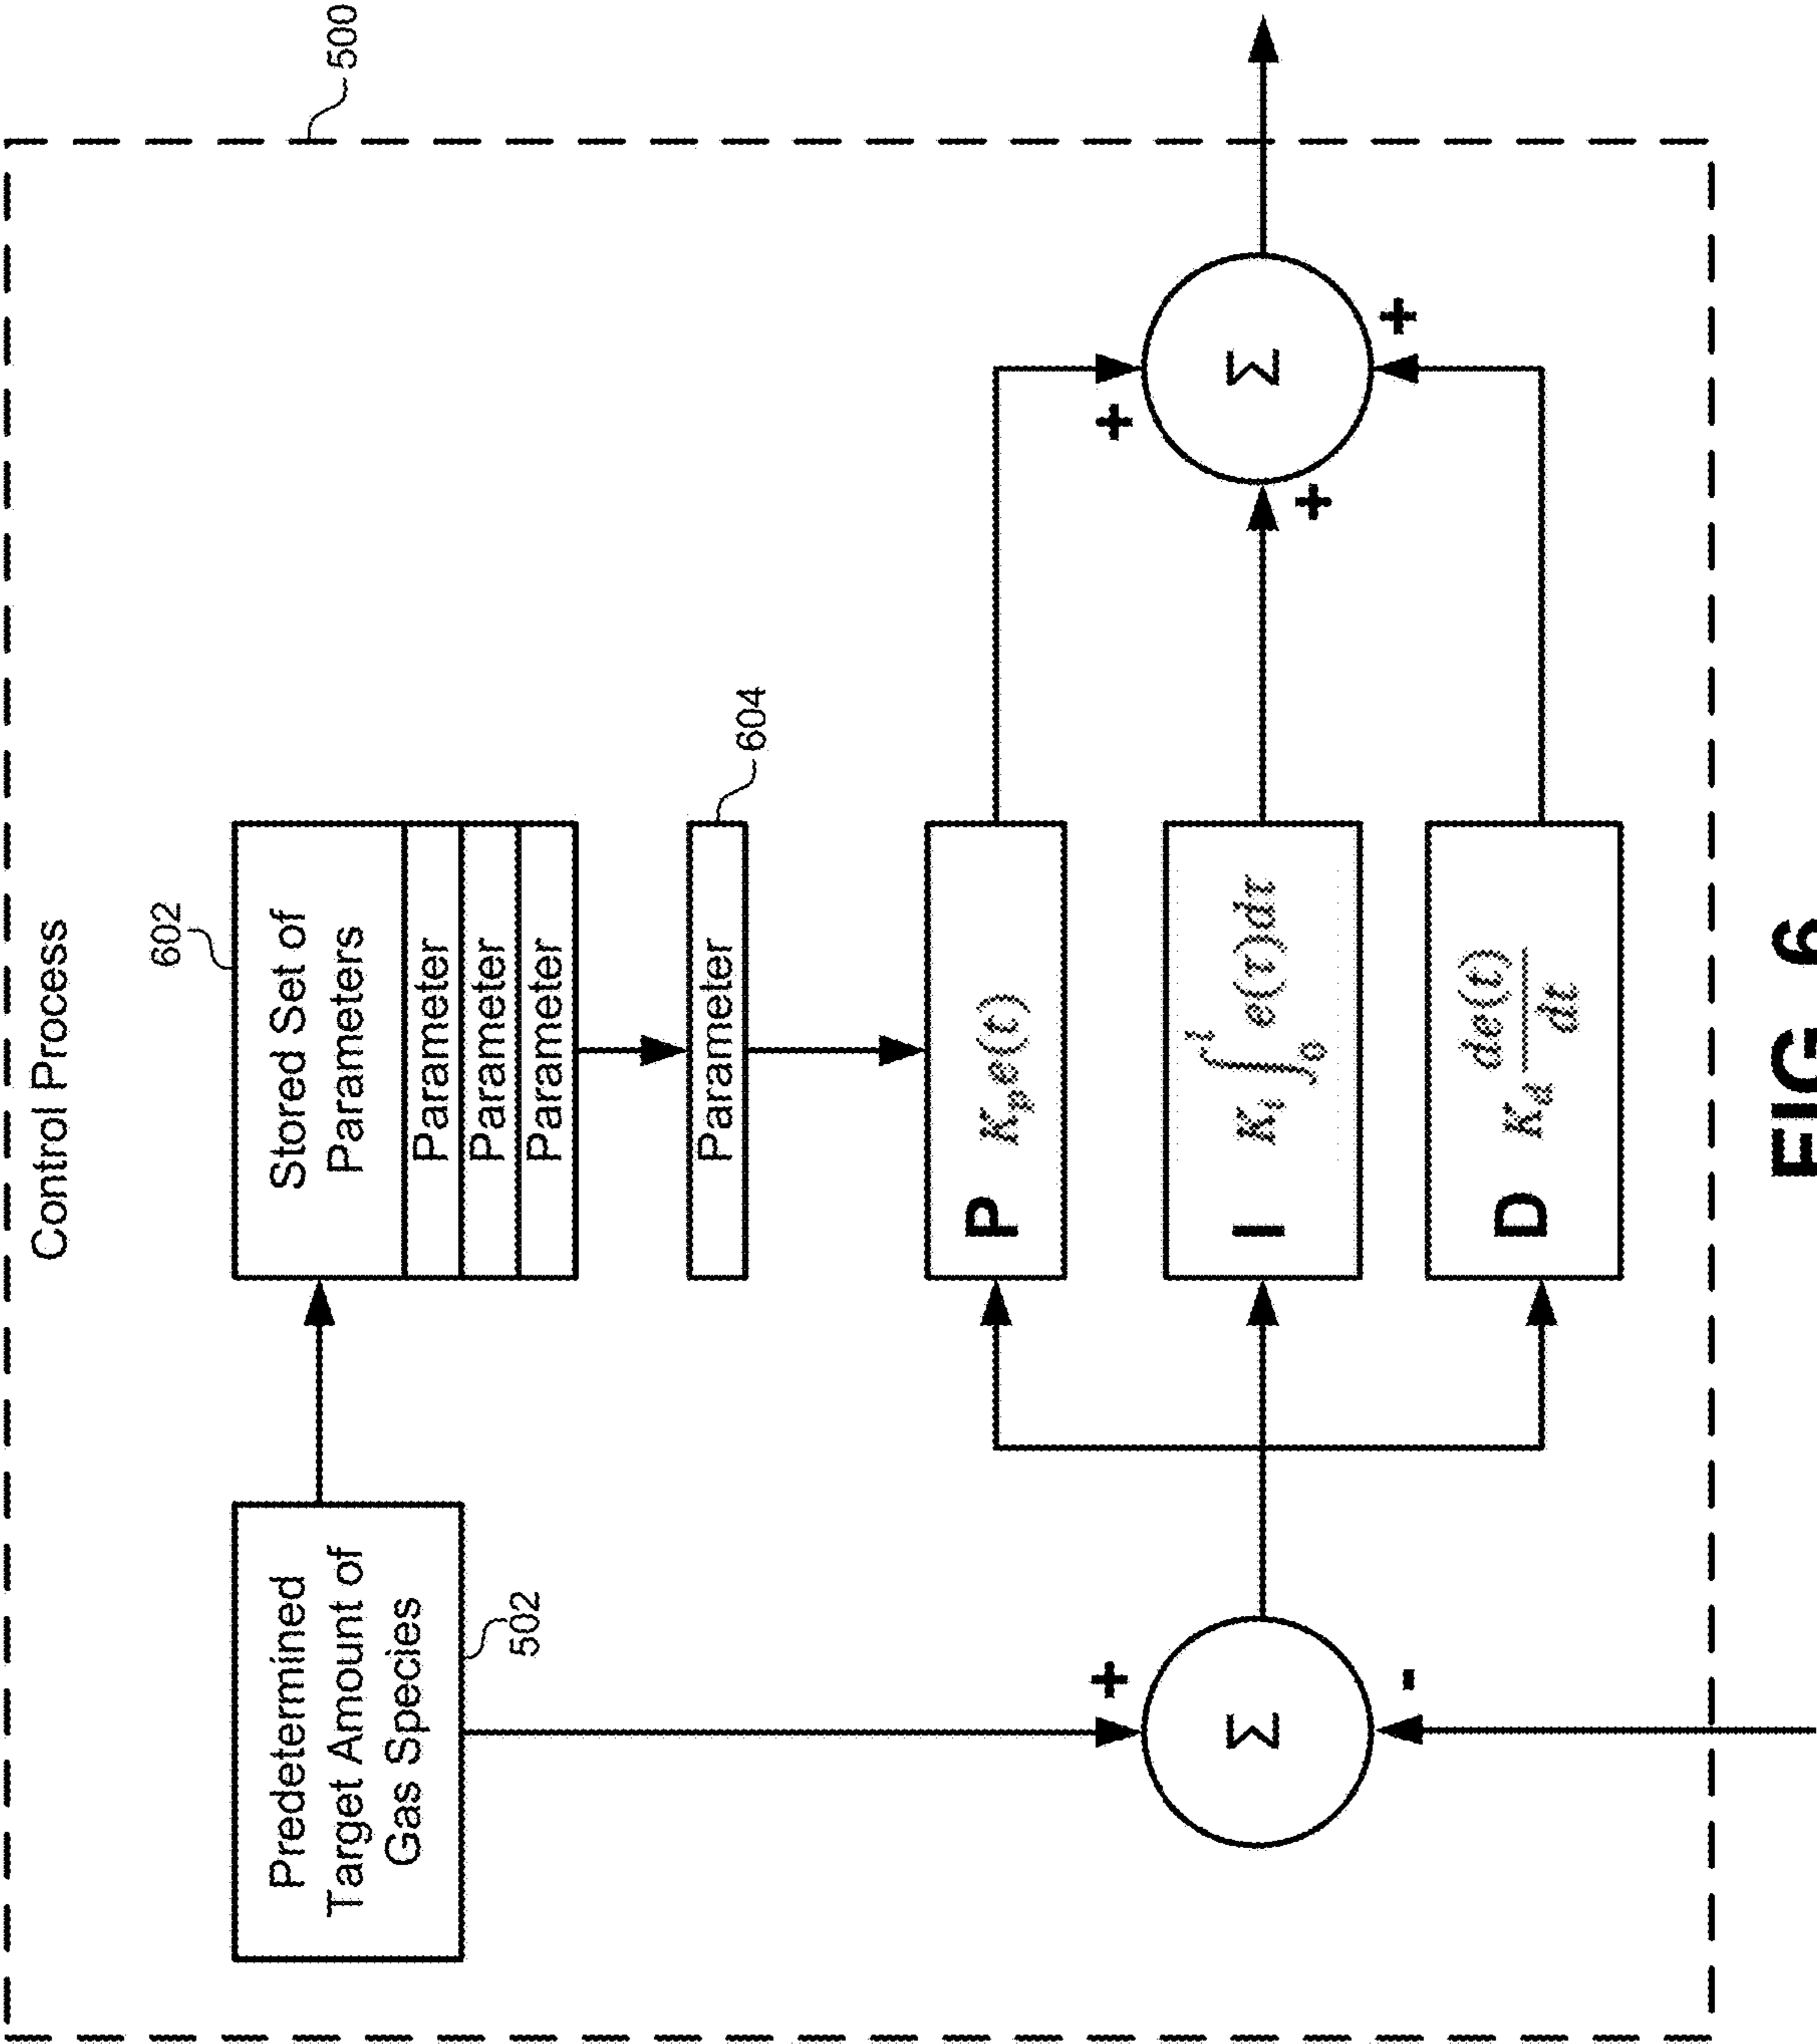 Control Process
500
602
Stored Set of
Parameters
Parameter
Parameter
Parameter
Predetermined
Target Amount of
Gas Species
502
Parameter
604
P K_p e(t)
I K_i ∫_0^t e(τ)dτ
D K_d de(t)/dt
Σ
+
-
Σ
+
+
+
FIG. 6